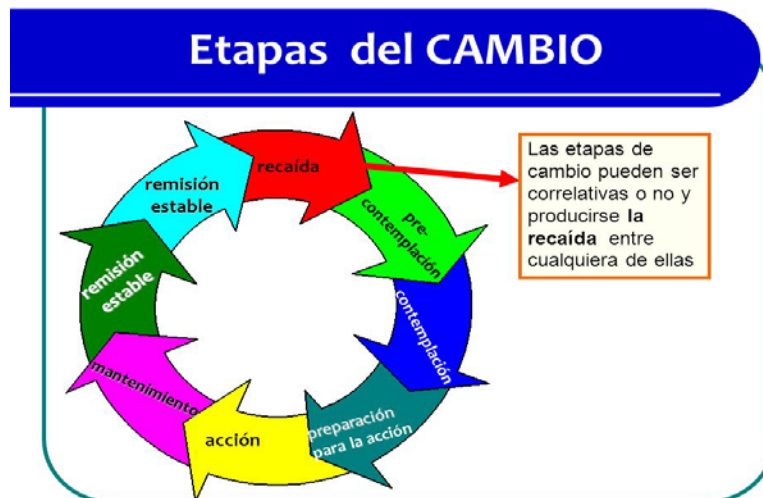 Etapas del CAMBIO
recaída
pre-
contemplación
contemplación
preparación
para la acción
acción
mantenimiento
remisión
estable
remisión
estable
Las etapas de
cambio pueden ser
correlativas o no y
producirse la
recaída entre
cualquiera de ellas